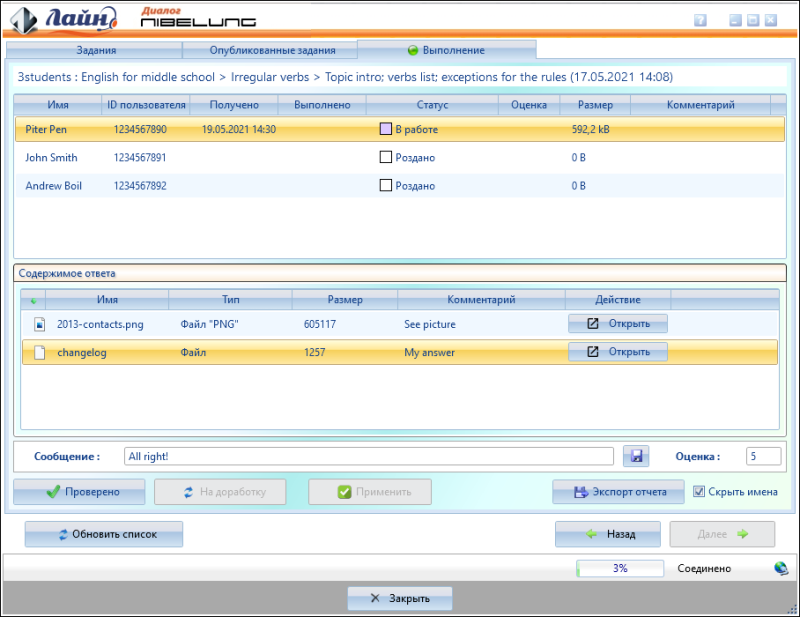 Лайн Диалог NIBELUNG
Задания Опубликованные задания Выполнение
3students : English for middle school > Irregular verbs > Topic intro; verbs list; exceptions for the rules (17.05.2021 14:08)
Имя ID пользователя Получено Выполнено Статус Оценка Размер Комментарий
Piter Pen 1234567890 19.05.2021 14:30 В работе 592,2 kB
John Smith 1234567891 Роздано 0 B
Andrew Boil 1234567892 Роздано 0 B
Содержимое ответа
Имя Тип Размер Комментарий Действие
2013-contacts.png Файл "PNG" 605117 See picture Открыть
changelog Файл 1257 My answer Открыть
Сообщение : All right! Оценка : 5
Проверено На доработку Применить Экспорт отчета Скрыть имена
Обновить список Назад Далее
3% Соединено
Закрыть